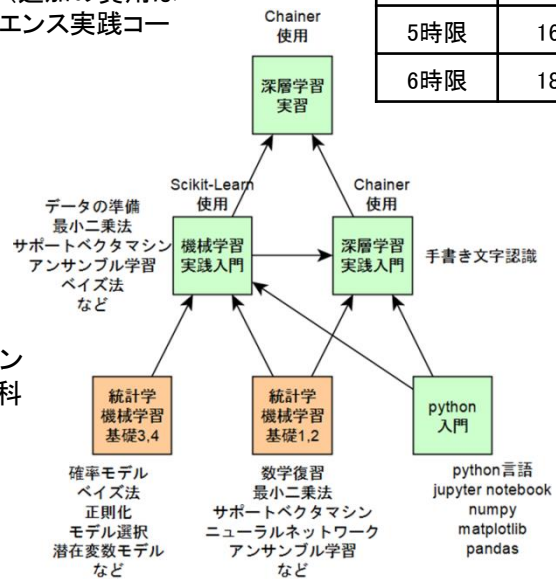 エンス実践コー
5時限 16
6時限 18
Chainer
使用
深層学習
実習
Scikit-Learn
使用
Chainer
使用
データの準備
最小二乗法
サポートベクタマシン
アンサンブル学習
ベイズ法
など
機械学習
実践入門
深層学習
実践入門
手書き文字認識
ン
科
統計学
機械学習
基礎3,4
統計学
機械学習
基礎1,2
python
入門
確率モデル
ベイズ法
正則化
モデル選択
潜在変数モデル
など
数学復習
最小二乗法
サポートベクタマシン
ニューラルネットワーク
アンサンブル学習
など
python言語
jupyter notebook
numpy
matplotlib
pandas